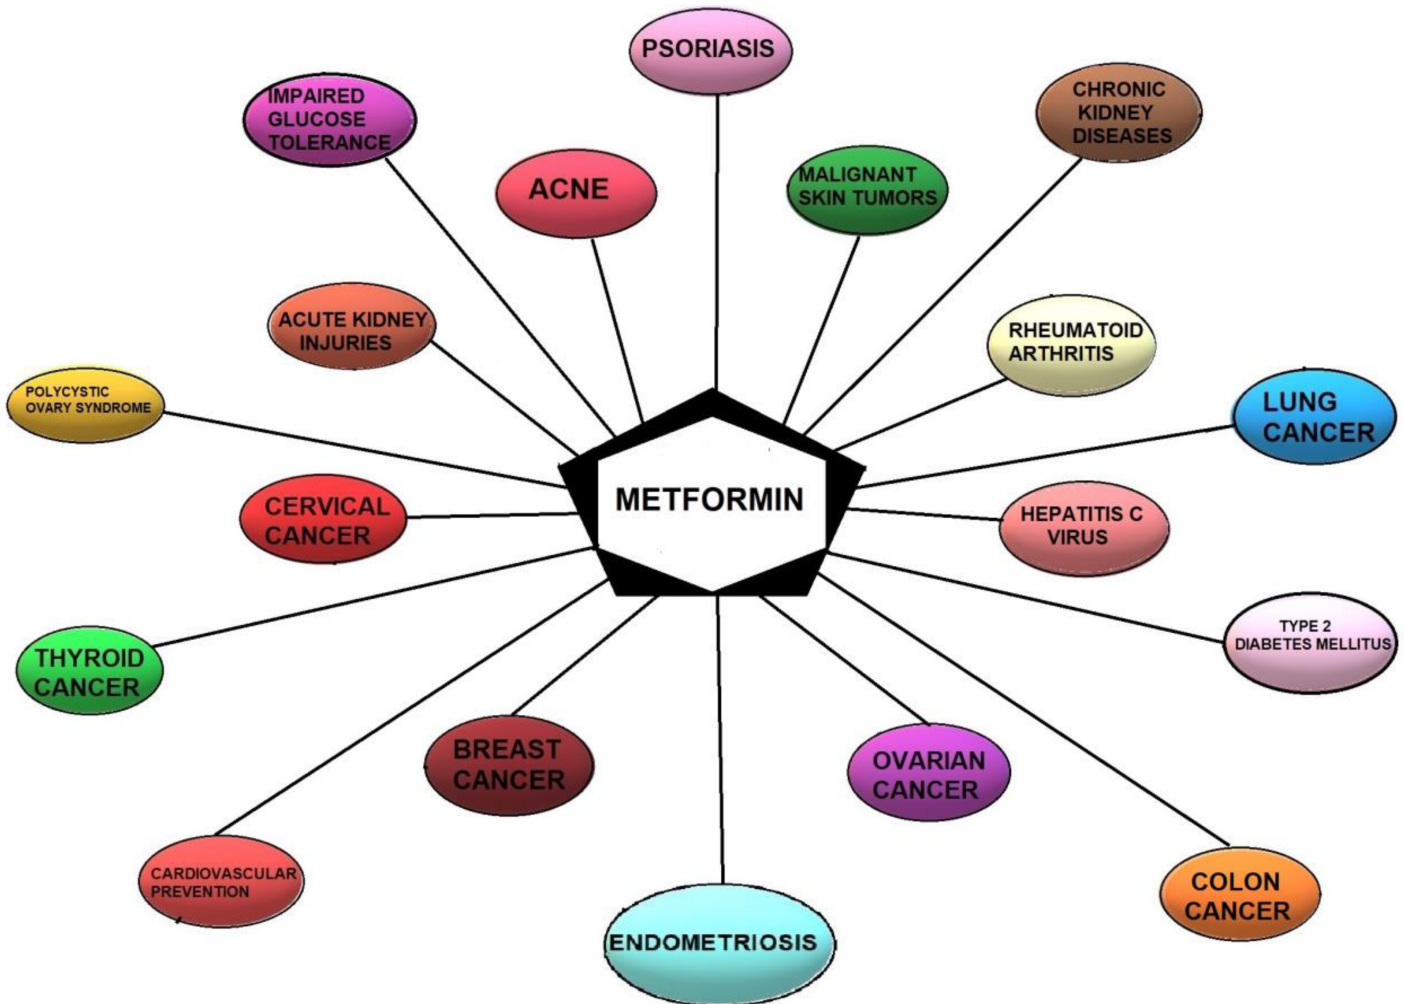 PSORIASIS
IMPAIRED
GLUCOSE
TOLERANCE
CHRONIC
KIDNEY
DISEASES
ACNE
MALIGNANT
SKIN TUMORS
ACUTE KIDNEY
INJURIES
RHEUMATOID
ARTHRITIS
POLYCYSTIC
OVARY SYNDROME
LUNG
CANCER
METFORMIN
CERVICAL
CANCER
HEPATITIS C
VIRUS
THYROID
CANCER
TYPE 2
DIABETES MELLITUS
BREAST
CANCER
OVARIAN
CANCER
CARDIOVASCULAR
PREVENTION
COLON
CANCER
ENDOMETRIOSIS